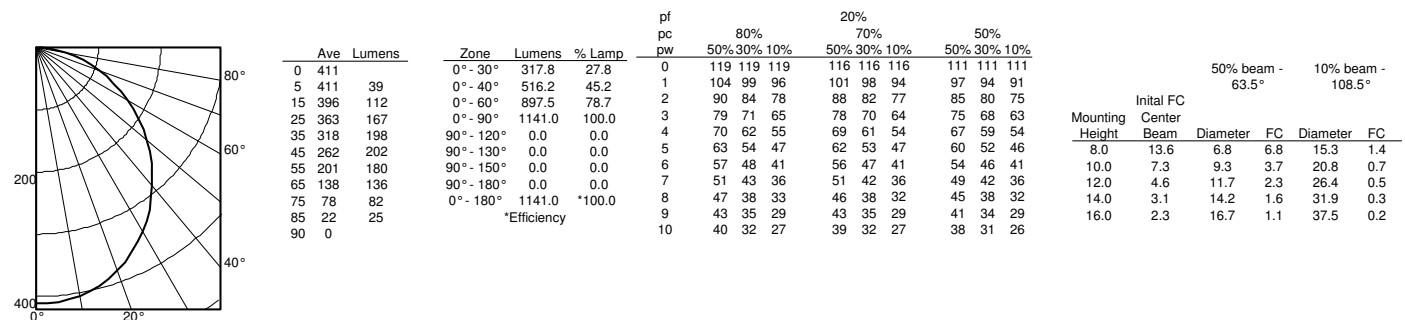 80°
60°
40°
200
400
0° 20°
Ave Lumens
0 411
5 411 39
15 396 112
25 363 167
35 318 198
45 262 202
55 201 180
65 138 136
75 78 82
85 22 25
90 0
Zone Lumens % Lamp
0° - 30° 317.8 27.8
0° - 40° 516.2 45.2
0° - 60° 897.5 78.7
0° - 90° 1141.0 100.0
90° - 120° 0.0 0.0
90° - 130° 0.0 0.0
90° - 150° 0.0 0.0
90° - 180° 0.0 0.0
0° - 180° 1141.0 *100.0
*Efficiency
pf 20%
pc 80% 70% 50%
pw 50% 30% 10% 50% 30% 10% 50% 30% 10%
0 119 119 119 116 116 116 111 111 111
1 104 99 96 101 98 94 97 94 91
2 90 84 78 88 82 77 85 80 75
3 79 71 65 78 70 64 75 68 63
4 70 62 55 69 61 54 67 59 54
5 63 54 47 62 53 47 60 52 46
6 57 48 41 56 47 41 54 46 41
7 51 43 36 51 42 36 49 42 36
8 47 38 33 46 38 32 45 38 32
9 43 35 29 43 35 29 41 34 29
10 40 32 27 39 32 27 38 31 26
50% beam - 10% beam -
63.5° 108.5°
Inital FC
Mounting Center
Height Beam Diameter FC Diameter FC
8.0 13.6 6.8 6.8 15.3 1.4
10.0 7.3 9.3 3.7 20.8 0.7
12.0 4.6 11.7 2.3 26.4 0.5
14.0 3.1 14.2 1.6 31.9 0.3
16.0 2.3 16.7 1.1 37.5 0.2